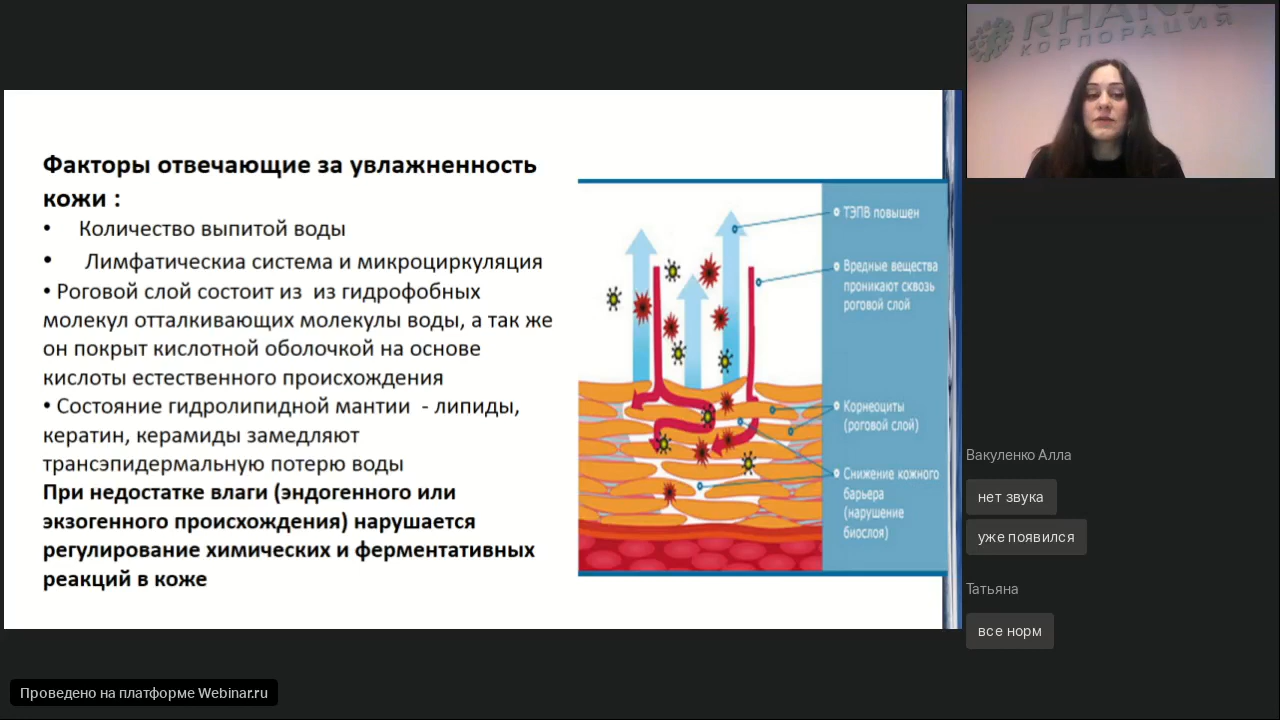 Факторы отвечающие за увлажненность
кожи :
• Количество выпитой воды
• Лимфатическиа система и микроциркуляция
• Роговой слой состоит из из гидрофобных
молекул отталкивающих молекулы воды, а так же
он покрыт кислотной оболочкой на основе
кислоты естественного происхождения
• Состояние гидролипидной мантии - липиды,
кератин, керамиды замедляют
трансэпидермальную потерю воды
При недостатке влаги (эндогенного или
экзогенного происхождения) нарушается
регулирование химических и ферментативных
реакций в коже
ТЭПВ повышен
Вредные вещества
проникают сквозь
роговой слой
Корнеоциты
(роговой слой)
Снижение кожного
барьера
(нарушение
биослоя)
КОРПОРАЦИЯ
Вакуленко Алла
нет звука
уже появился
Татьяна
все норм
Проведено на платформе Webinar.ru